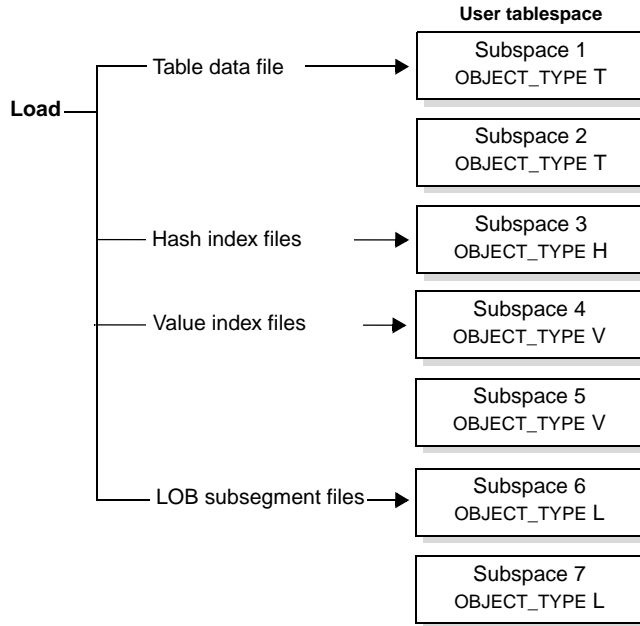 User tablespace
Subspace 1
OBJECT_TYPE T
Table data file
Load
Subspace 2
OBJECT_TYPE T
Hash index files
Subspace 3
OBJECT_TYPE H
Value index files
Subspace 4
OBJECT_TYPE V
Subspace 5
OBJECT_TYPE V
LOB subsegment files
Subspace 6
OBJECT_TYPE L
Subspace 7
OBJECT_TYPE L